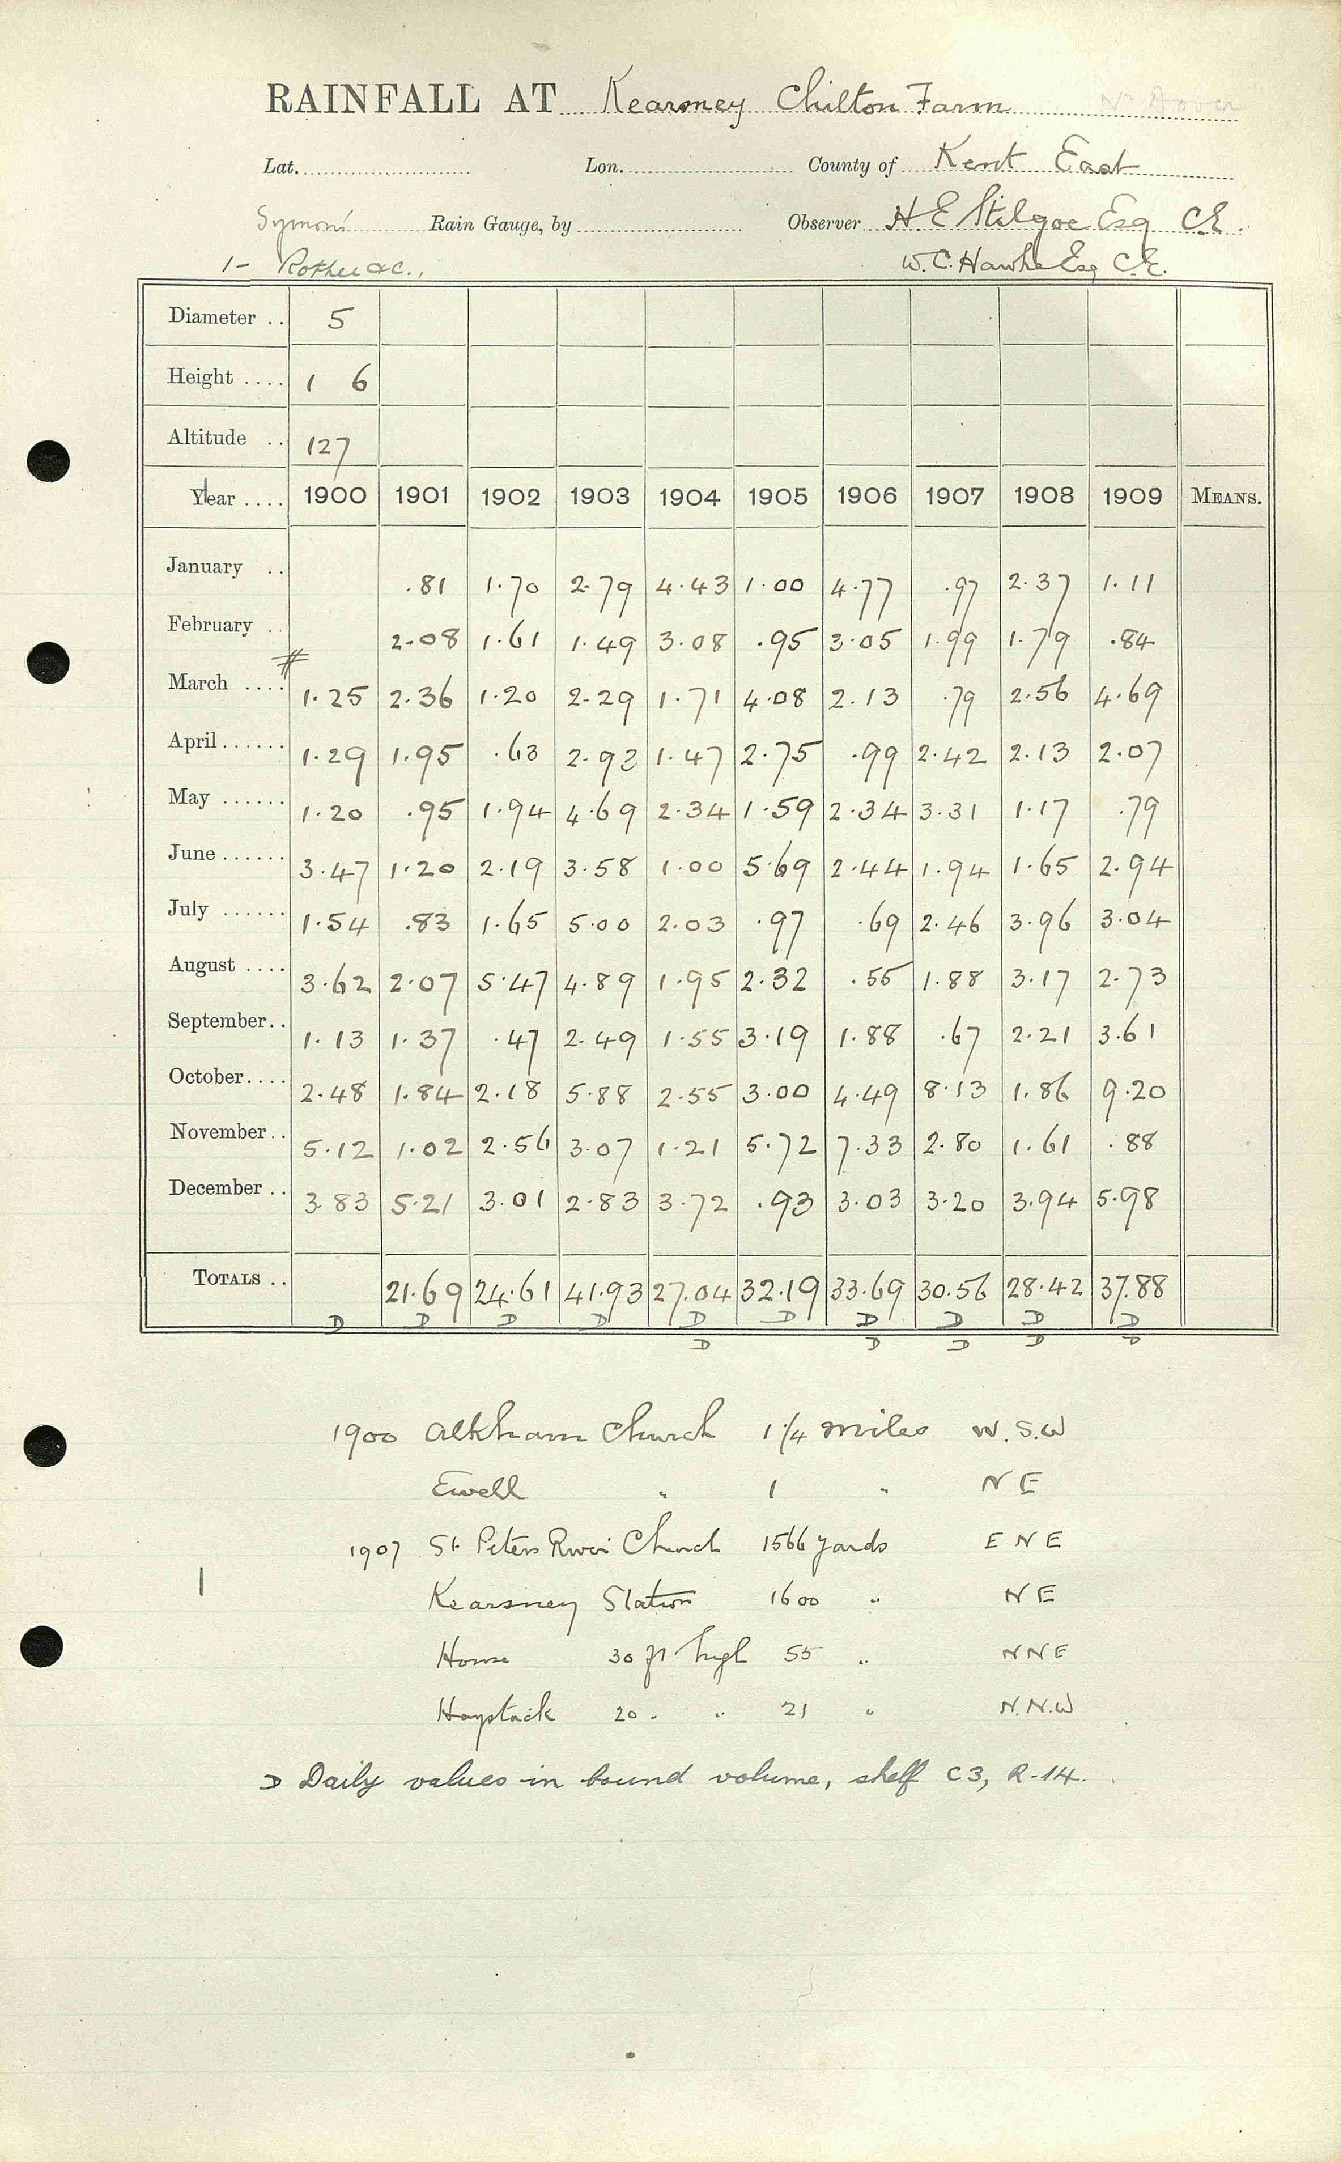 RAINFALL AT Kearsney Chilton Farm Nr Dover
Lat. Lon. County of Kent East
Symons Rain Gauge, by Observer H E Stilgoe Esq CE.
1- Rother &c., W. C. Hawke Esq C.E.
Diameter .. 5
Height .... 1 6
Altitude .. 127
Year .... 1900 1901 1902 1903 1904 1905 1906 1907 1908 1909 MEANS.
January .. .81 1.70 2.79 4.43 1.00 4.77 .97 2.37 1.11
February .. 2.08 1.61 1.49 3.08 .95 3.05 1.99 1.79 .84
March .... # 1.25 2.36 1.20 2.29 1.71 4.08 2.13 .79 2.56 4.69
April...... 1.29 1.95 .63 2.92 1.47 2.75 .99 2.42 2.13 2.07
May ...... 1.20 .95 1.94 4.69 2.34 1.59 2.34 3.31 1.17 .79
June...... 3.47 1.20 2.19 3.58 1.00 5.69 2.44 1.94 1.65 2.94
July ...... 1.54 .83 1.65 5.00 2.03 .97 .69 2.46 3.96 3.04
August .... 3.62 2.07 5.47 4.89 1.95 2.32 .55 1.88 3.17 2.73
September.. 1.13 1.37 .47 2.49 1.55 3.19 1.88 .67 2.21 3.61
October.... 2.48 1.84 2.18 5.88 2.55 3.00 4.49 8.13 1.86 9.20
November.. 5.12 1.02 2.56 3.07 1.21 5.72 7.33 2.80 1.61 .88
December .. 3.83 5.21 3.01 2.83 3.72 .93 3.03 3.20 3.94 5.98
TOTALS .. 21.69 24.61 41.93 27.04 32.19 33.69 30.56 28.42 37.88
D D D D D D D D D D
D D D D D
1900 Alkham Church 1 1/4 miles W.S.W
Ewell " 1 " N E
1907 St Peters River Church 1566 yards E N E
Kearsney Station 1600 " N E
House 30 ft high 55 " N N E
Haystack 20 " " 21 " N.N.W
D Daily values in bound volume, shelf C3, R-14.